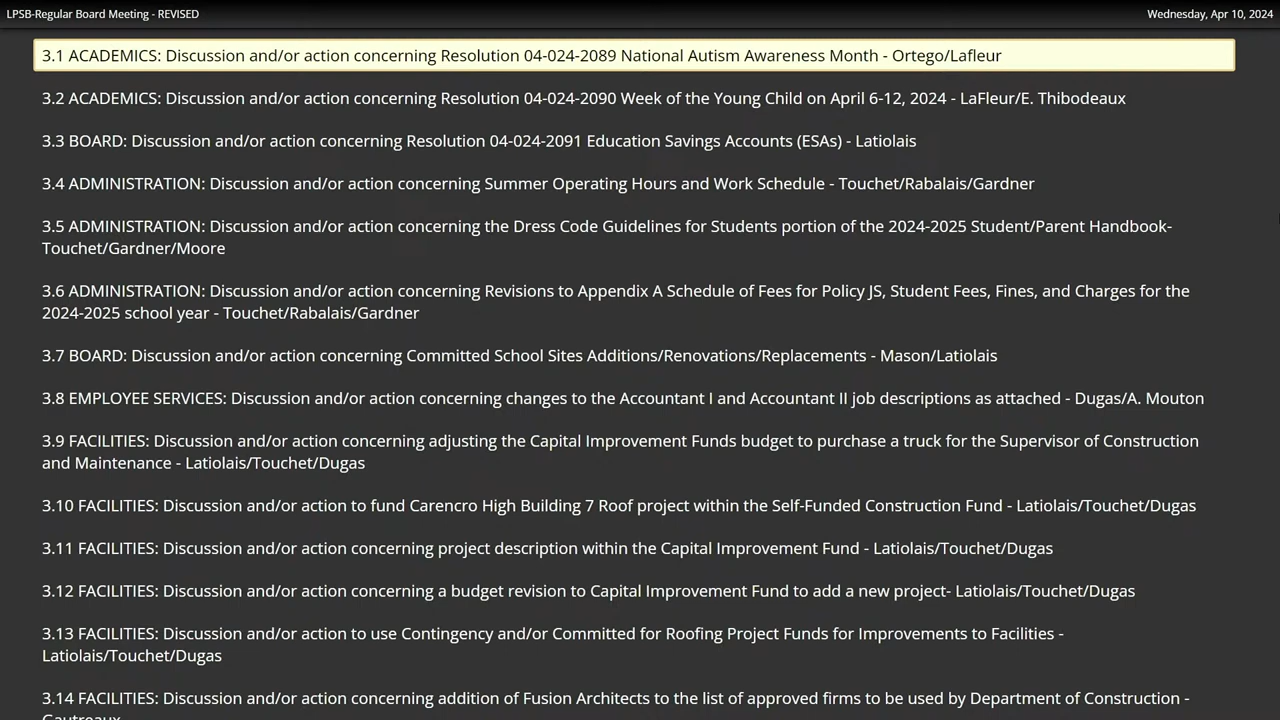 LPSB-Regular Board Meeting - REVISED
Wednesday, Apr 10, 2024
3.1 ACADEMICS: Discussion and/or action concerning Resolution 04-024-2089 National Autism Awareness Month - Ortego/Lafleur
3.2 ACADEMICS: Discussion and/or action concerning Resolution 04-024-2090 Week of the Young Child on April 6-12, 2024 - LaFleur/E. Thibodeaux
3.3 BOARD: Discussion and/or action concerning Resolution 04-024-2091 Education Savings Accounts (ESAs) - Latiolais
3.4 ADMINISTRATION: Discussion and/or action concerning Summer Operating Hours and Work Schedule - Touchet/Rabalais/Gardner
3.5 ADMINISTRATION: Discussion and/or action concerning the Dress Code Guidelines for Students portion of the 2024-2025 Student/Parent Handbook-
Touchet/Gardner/Moore
3.6 ADMINISTRATION: Discussion and/or action concerning Revisions to Appendix A Schedule of Fees for Policy JS, Student Fees, Fines, and Charges for the
2024-2025 school year - Touchet/Rabalais/Gardner
3.7 BOARD: Discussion and/or action concerning Committed School Sites Additions/Renovations/Replacements - Mason/Latiolais
3.8 EMPLOYEE SERVICES: Discussion and/or action concerning changes to the Accountant I and Accountant II job descriptions as attached - Dugas/A. Mouton
3.9 FACILITIES: Discussion and/or action concerning adjusting the Capital Improvement Funds budget to purchase a truck for the Supervisor of Construction
and Maintenance - Latiolais/Touchet/Dugas
3.10 FACILITIES: Discussion and/or action to fund Carencro High Building 7 Roof project within the Self-Funded Construction Fund - Latiolais/Touchet/Dugas
3.11 FACILITIES: Discussion and/or action concerning project description within the Capital Improvement Fund - Latiolais/Touchet/Dugas
3.12 FACILITIES: Discussion and/or action concerning a budget revision to Capital Improvement Fund to add a new project- Latiolais/Touchet/Dugas
3.13 FACILITIES: Discussion and/or action to use Contingency and/or Committed for Roofing Project Funds for Improvements to Facilities -
Latiolais/Touchet/Dugas
3.14 FACILITIES: Discussion and/or action concerning addition of Fusion Architects to the list of approved firms to be used by Department of Construction -